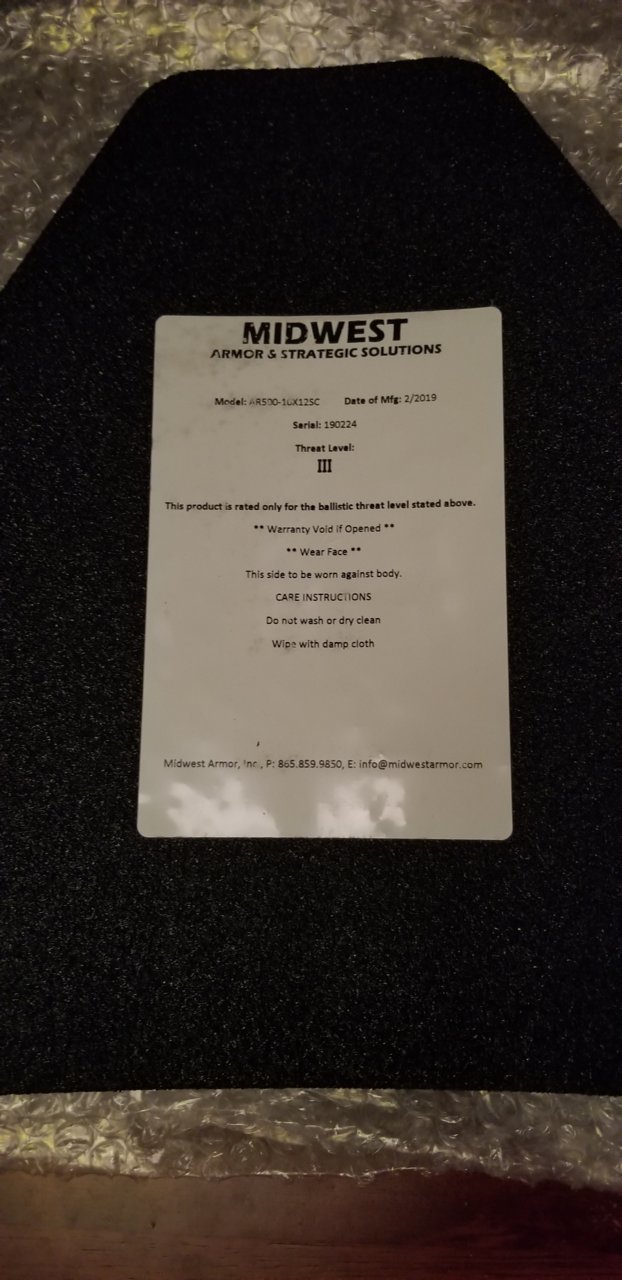 MIDWEST
ARMOR & STRATEGIC SOLUTIONS
Model: AR500-10X12SC Date of Mfg: 2/2019
Serial: 190224
Threat Level:
III
This product is rated only for the ballistic threat level stated above.
** Warranty Void if Opened **
** Wear Face **
This side to be worn against body.
CARE INSTRUCTIONS
Do not wash or dry clean
Wipe with damp cloth
Midwest Armor, Inc., P: 865.859.9850, E: info@midwestarmor.com